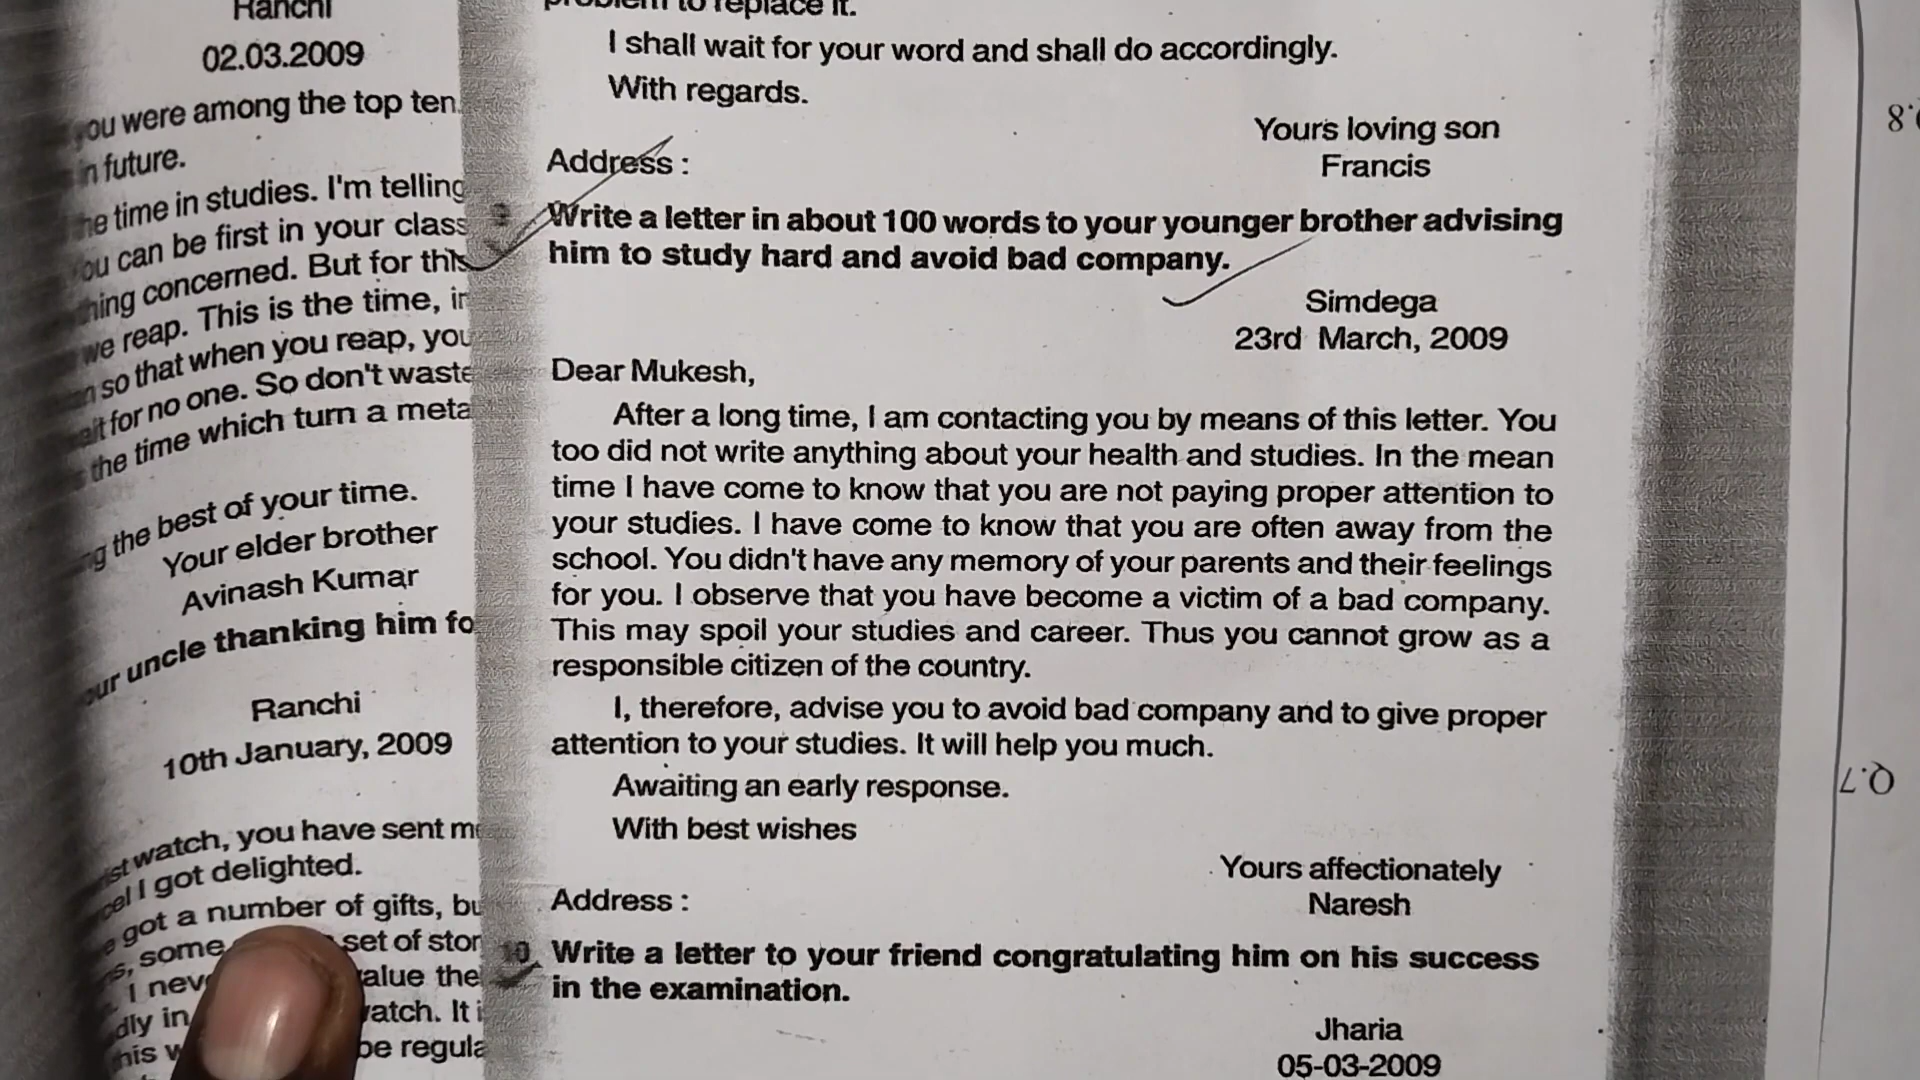 Ranchi
02.03.2009
you were among the top ten
in future.
time in studies. I'm telling
you can be first in your class
concerned. But for this
we reap. This is the time, in
so that when you reap, you
for no one. So don't waste
the time which turn a meta
the best of your time.
Your elder brother
Avinash Kumar
uncle thanking him fo
Ranchi
10th January, 2009
watch, you have sent me
I got delighted.
got a number of gifts, bu
some set of stor
I nev alue the
in atch. It i
be regula
problem to replace it.
I shall wait for your word and shall do accordingly.
With regards.
Yours loving son
Address :
Francis
Write a letter in about 100 words to your younger brother advising
him to study hard and avoid bad company.
Simdega
23rd March, 2009
Dear Mukesh,
After a long time, I am contacting you by means of this letter. You
too did not write anything about your health and studies. In the mean
time I have come to know that you are not paying proper attention to
your studies. I have come to know that you are often away from the
school. You didn't have any memory of your parents and their feelings
for you. I observe that you have become a victim of a bad company.
This may spoil your studies and career. Thus you cannot grow as a
responsible citizen of the country.
I, therefore, advise you to avoid bad company and to give proper
attention to your studies. It will help you much.
Awaiting an early response.
With best wishes
Yours affectionately
Address :
Naresh
10. Write a letter to your friend congratulating him on his success
in the examination.
Jharia
05-03-2009
Q.7